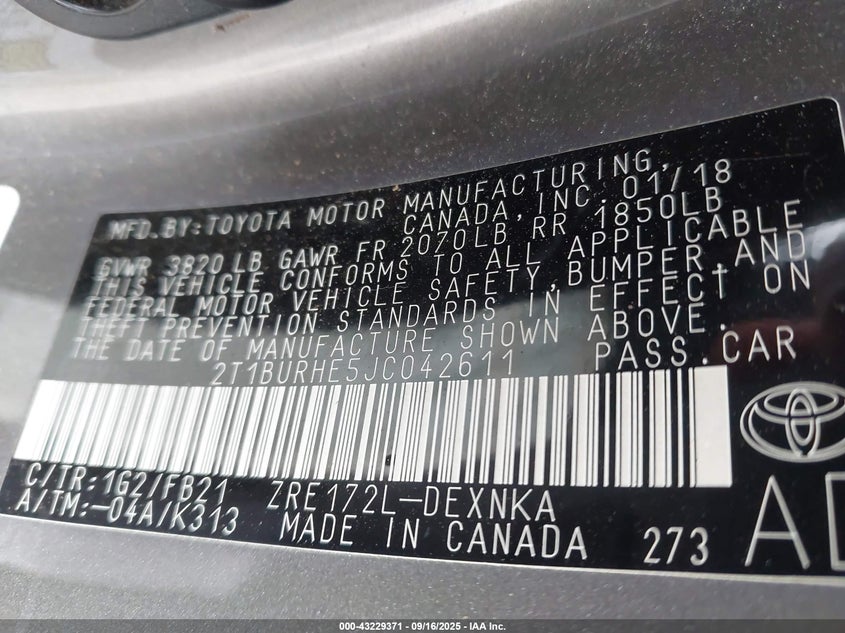 MFD.BY:TOYOTA MOTOR MANUFACTURING,
CANADA,INC. 01/18
GVWR 3820 LB GAWR FR 2070LB RR 1850LB
THIS VEHICLE CONFORMS TO ALL APPLICABLE
FEDERAL MOTOR VEHICLE SAFETY,BUMPER,AND
THEFT PREVENTION STANDARDS IN EFFECT ON
THE DATE OF MANUFACTURE SHOWN ABOVE.
2T1BURHE5JC042611 PASS.CAR
C/TR:1G2/FB21 ZRE172L-DEXNKA
A/TM:-04A/K313 MADE IN CANADA 273
000-43229371 - 09/16/2025 - IAA Inc.